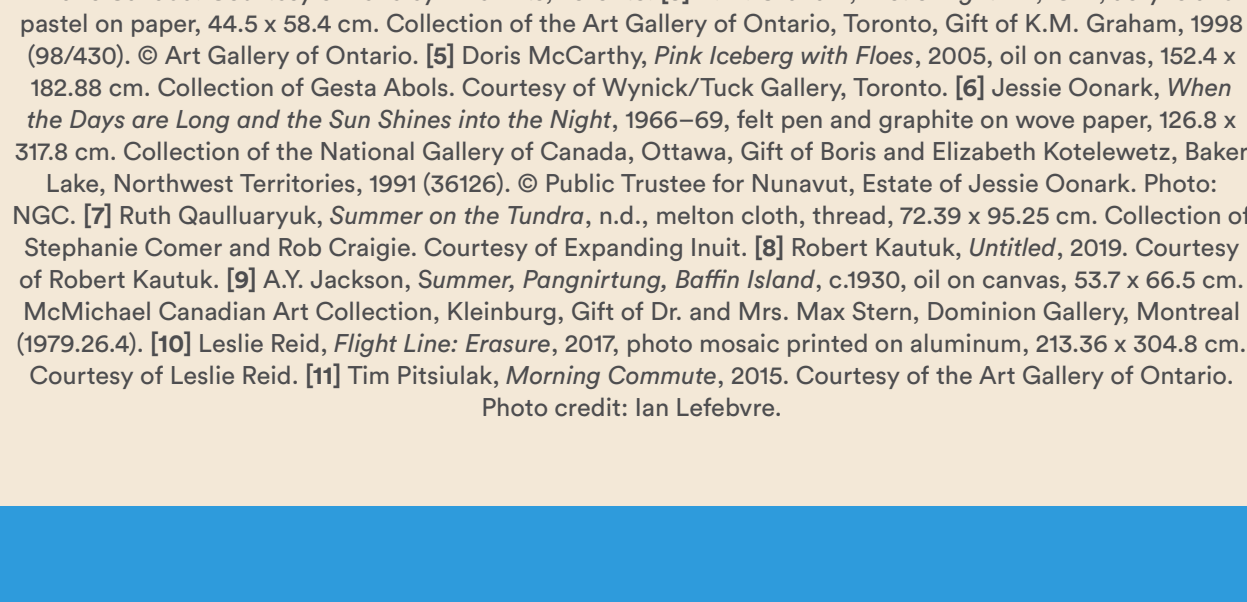 pastel on paper, 44.5 x 58.4 cm. Collection of the Art Gallery of Ontario, Toronto, Gift of K.M. Graham, 1998
(98/430). © Art Gallery of Ontario. [5] Doris McCarthy, Pink Iceberg with Floes, 2005, oil on canvas, 152.4 x
182.88 cm. Collection of Gesta Abols. Courtesy of Wynick/Tuck Gallery, Toronto. [6] Jessie Oonark, When
the Days are Long and the Sun Shines into the Night, 1966–69, felt pen and graphite on wove paper, 126.8 x
317.8 cm. Collection of the National Gallery of Canada, Ottawa, Gift of Boris and Elizabeth Kotelewetz, Baker
Lake, Northwest Territories, 1991 (36126). © Public Trustee for Nunavut, Estate of Jessie Oonark. Photo:
NGC. [7] Ruth Qaulluaryuk, Summer on the Tundra, n.d., melton cloth, thread, 72.39 x 95.25 cm. Collection of
Stephanie Comer and Rob Craigie. Courtesy of Expanding Inuit. [8] Robert Kautuk, Untitled, 2019. Courtesy
of Robert Kautuk. [9] A.Y. Jackson, Summer, Pangnirtung, Baffin Island, c.1930, oil on canvas, 53.7 x 66.5 cm.
McMichael Canadian Art Collection, Kleinburg, Gift of Dr. and Mrs. Max Stern, Dominion Gallery, Montreal
(1979.26.4). [10] Leslie Reid, Flight Line: Erasure, 2017, photo mosaic printed on aluminum, 213.36 x 304.8 cm.
Courtesy of Leslie Reid. [11] Tim Pitsiulak, Morning Commute, 2015. Courtesy of the Art Gallery of Ontario.
Photo credit: Ian Lefebvre.